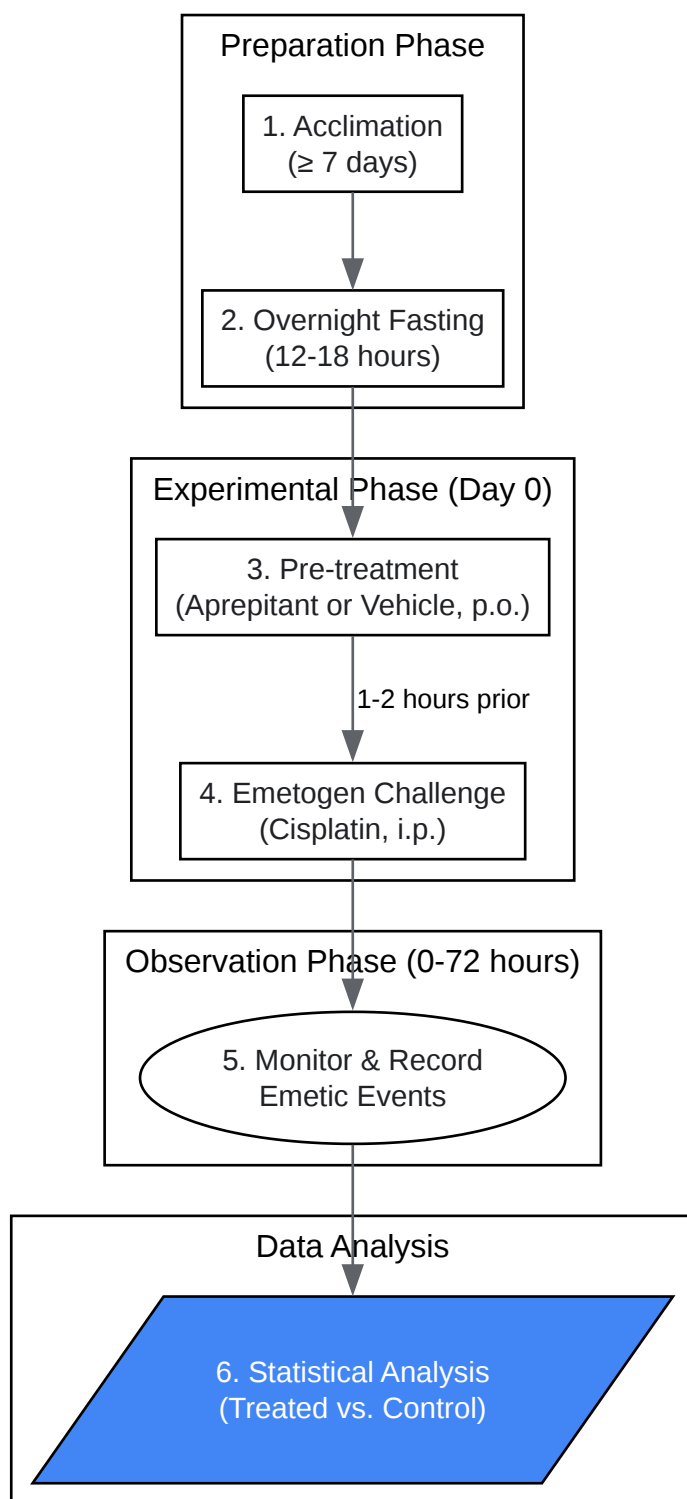 Preparation Phase
1. Acclimation
(≥ 7 days)
2. Overnight Fasting
(12-18 hours)
Experimental Phase (Day 0)
3. Pre-treatment
(Aprepitant or Vehicle, p.o.)
1-2 hours prior
4. Emetogen Challenge
(Cisplatin, i.p.)
Observation Phase (0-72 hours)
5. Monitor & Record
Emetic Events
Data Analysis
6. Statistical Analysis
(Treated vs. Control)